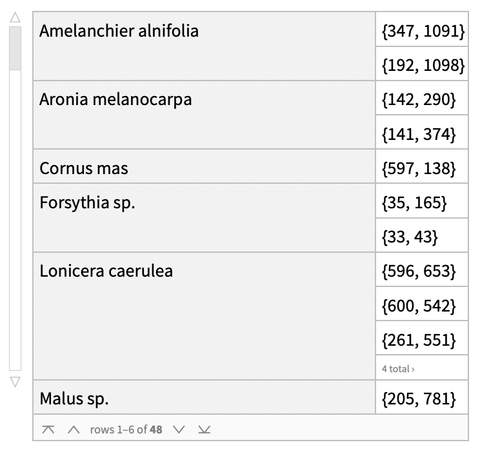 Amelanchier alnifolia {347, 1091}
{192, 1098}
Aronia melanocarpa {142, 290}
{141, 374}
Cornus mas {597, 138}
Forsythia sp. {35, 165}
{33, 43}
Lonicera caerulea {596, 653}
{600, 542}
{261, 551}
4 total ›
Malus sp. {205, 781}
rows 1–6 of 48